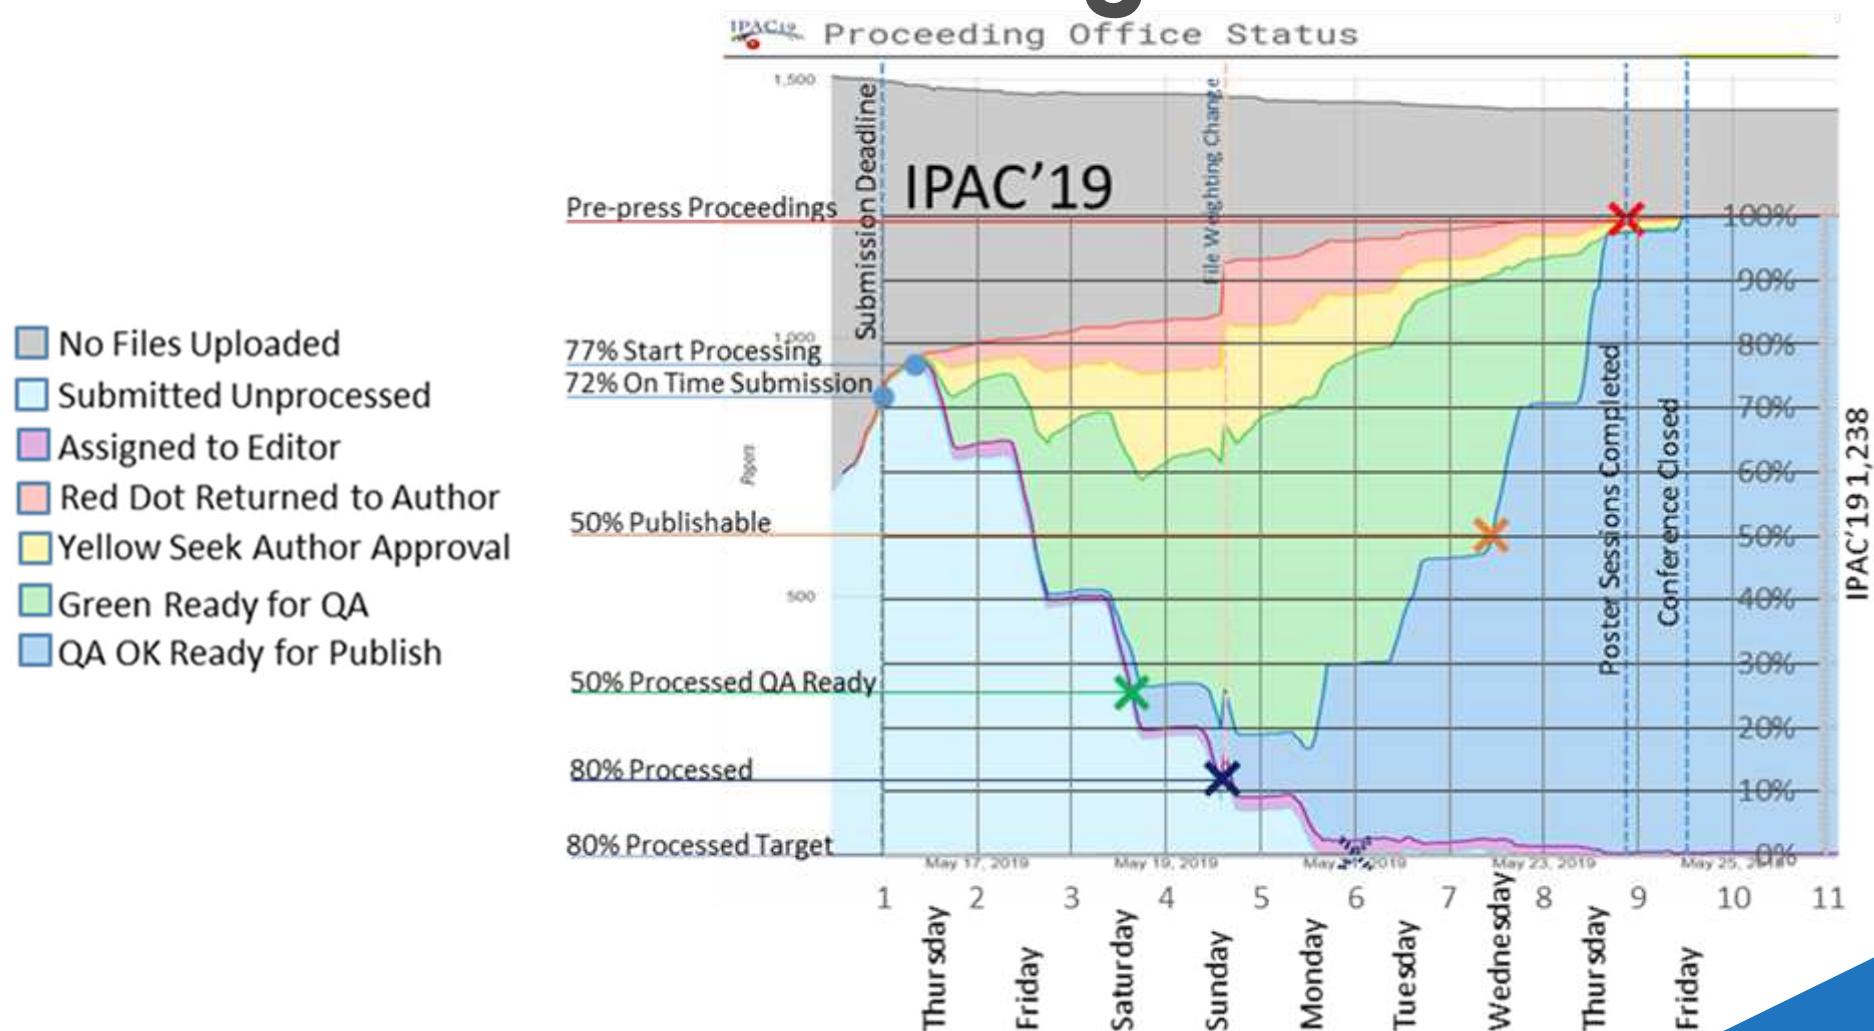 IPAC19 Proceeding Office Status
1,500
Submission Deadline
File Weighting Change
IPAC’19
Pre-press Proceedings
100%
90%
No Files Uploaded
1,000
77% Start Processing
80%
72% On Time Submission
Submitted Unprocessed
70%
Assigned to Editor
Papers
60%
Red Dot Returned to Author
50% Publishable
50%
Yellow Seek Author Approval
Poster Sessions Completed
Conference Closed
IPAC’19 1,238
Green Ready for QA
500
40%
QA OK Ready for Publish
30%
50% Processed QA Ready
20%
80% Processed
10%
80% Processed Target
0%
May 17, 2019
May 19, 2019
May 2019
May 23, 2019
May 25, 2019
1 2 3 4 5 6 7 8 9 10 11
Thursday
Friday
Saturday
Sunday
Monday
Tuesday
Wednesday
Thursday
Friday